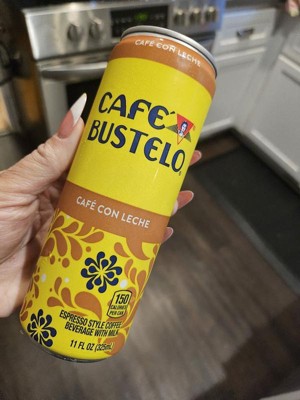 CAFÉ CON LECHE
CAFÉ
BUSTELO
CAFÉ CON LECHE
150
CALORIES
PER CAN
ESPRESSO STYLE COFFEE
BEVERAGE WITH MILK
11 FL OZ (325mL)